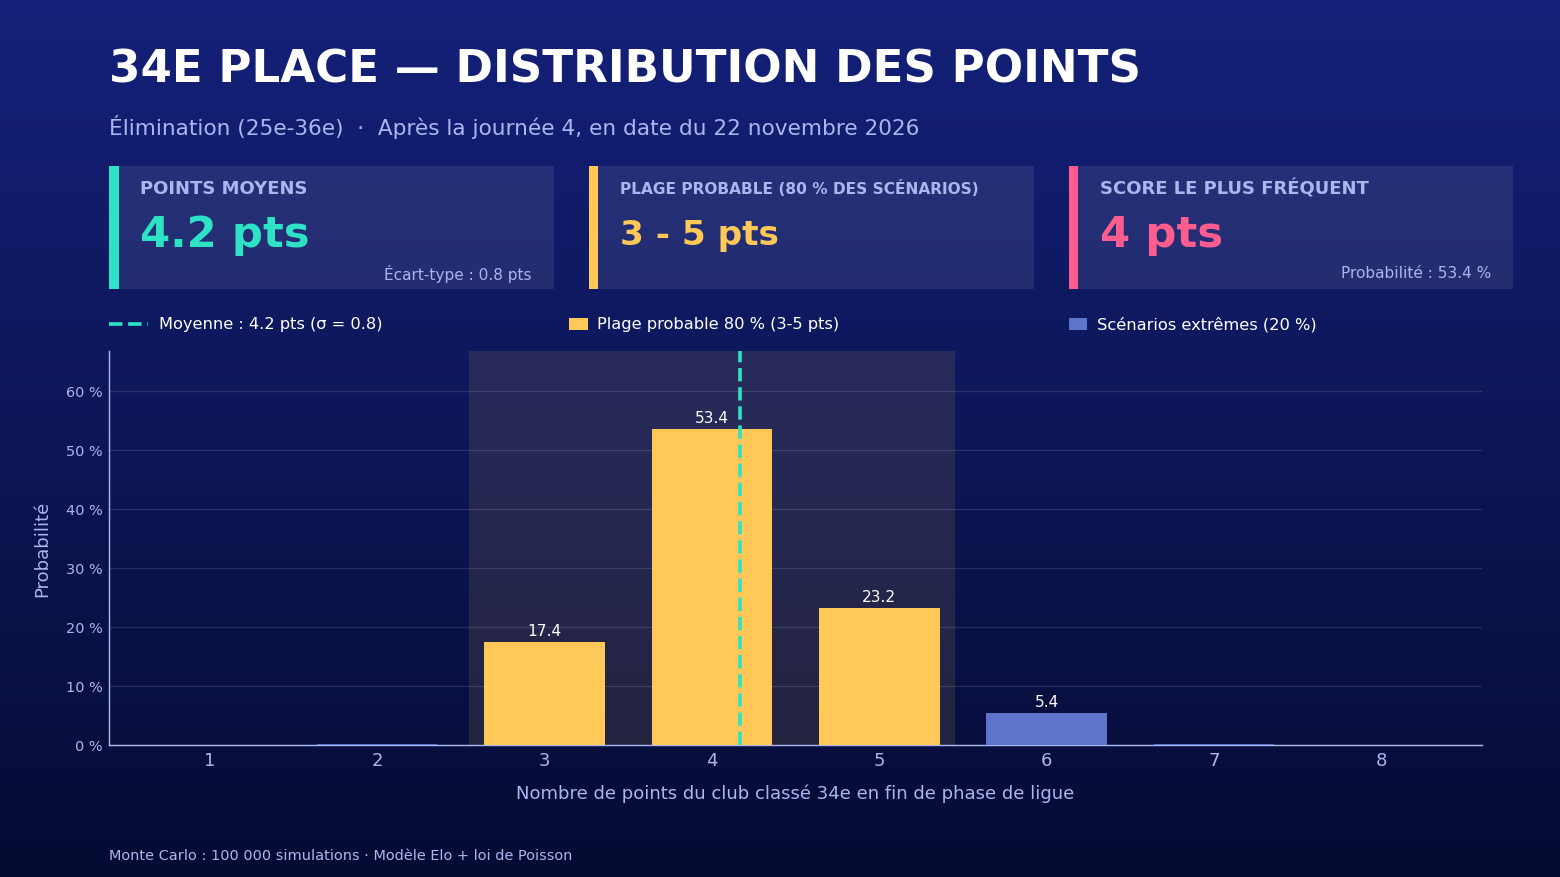 34E PLACE — DISTRIBUTION DES POINTS
Élimination (25e-36e) · Après la journée 4, en date du 22 novembre 2026
POINTS MOYENS
4.2 pts
Écart-type : 0.8 pts
PLAGE PROBABLE (80 % DES SCÉNARIOS)
3 - 5 pts
SCORE LE PLUS FRÉQUENT
4 pts
Probabilité : 53.4 %
Moyenne : 4.2 pts (σ = 0.8)
Plage probable 80 % (3-5 pts)
Scénarios extrêmes (20 %)
Probabilité
60 %
50 %
40 %
30 %
20 %
10 %
0 %
17.4
53.4
23.2
5.4
1 2 3 4 5 6 7 8
Nombre de points du club classé 34e en fin de phase de ligue
Monte Carlo : 100 000 simulations · Modèle Elo + loi de Poisson